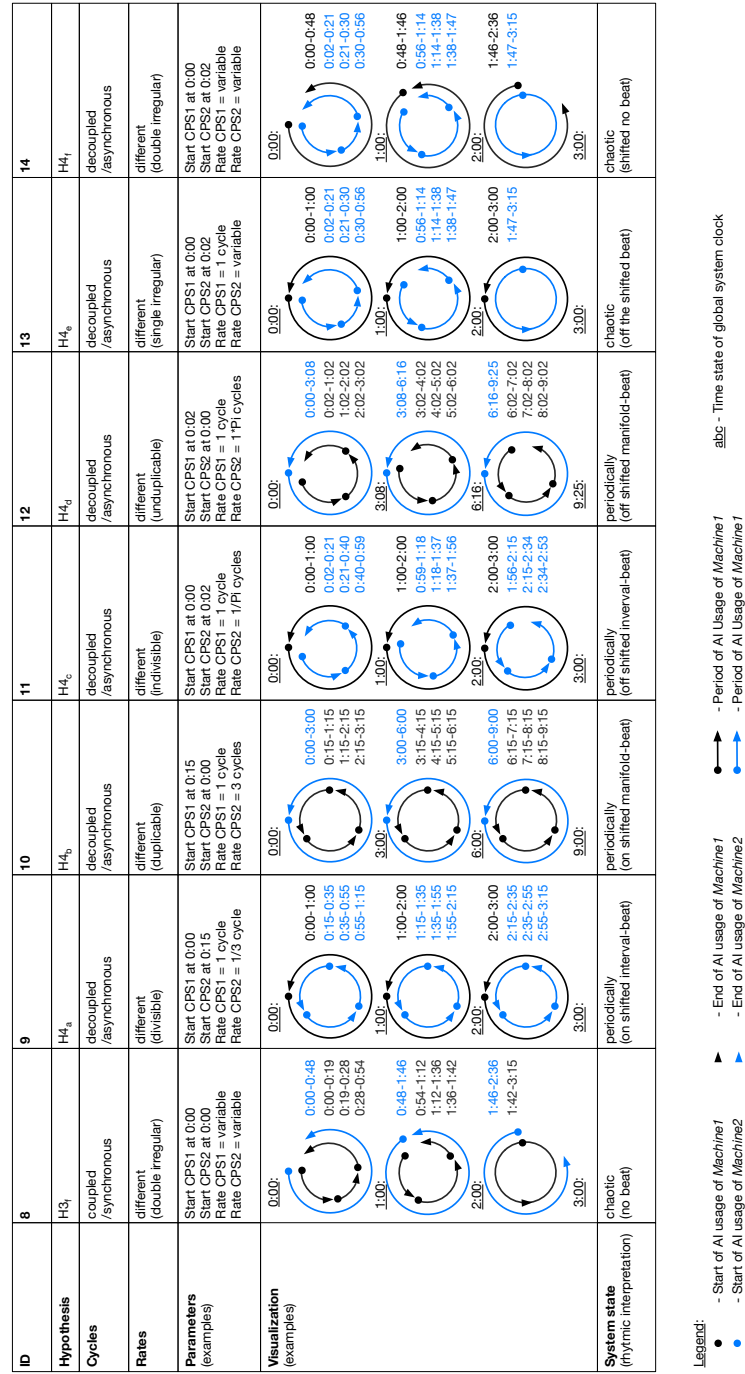 ID
8
9
10
11
12
13
14
Hypothesis
H3f
H4a
H4b
H4c
H4d
H4e
H4f
Cycles
coupled
/synchronous
decoupled
/asynchronous
decoupled
/asynchronous
decoupled
/asynchronous
decoupled
/asynchronous
decoupled
/asynchronous
decoupled
/asynchronous
Rates
different
(double irregular)
different
(divisible)
different
(duplicable)
different
(indivisible)
different
(unduplicable)
different
(single irregular)
different
(double irregular)
Parameters
(examples)
Start CPS1 at 0:00
Start CPS2 at 0:00
Rate CPS1 = variable
Rate CPS2 = variable
Start CPS1 at 0:00
Start CPS2 at 0:15
Rate CPS1 = 1 cycle
Rate CPS2 = 1/3 cycle
Start CPS1 at 0:15
Start CPS2 at 0:00
Rate CPS1 = 1 cycle
Rate CPS2 = 3 cycles
Start CPS1 at 0:00
Start CPS2 at 0:02
Rate CPS1 = 1 cycle
Rate CPS2 = 1/Pi cycles
Start CPS1 at 0:02
Start CPS2 at 0:00
Rate CPS1 = 1 cycle
Rate CPS2 = 1*Pi cycles
Start CPS1 at 0:00
Start CPS2 at 0:02
Rate CPS1 = 1 cycle
Rate CPS2 = variable
Start CPS1 at 0:00
Start CPS2 at 0:02
Rate CPS1 = variable
Rate CPS2 = variable
Visualization
(examples)
0:00:
0:00-0:48
0:00-0:19
0:19-0:28
0:28-0:54
1:00:
0:48-1:46
0:54-1:12
1:12-1:36
1:36-1:42
2:00:
1:46-2:36
1:42-3:15
3:00:
0:00:
0:00-1:00
0:15-0:35
0:35-0:55
0:55-1:15
1:00:
1:00-2:00
1:15-1:35
1:35-1:55
1:55-2:15
2:00:
2:00-3:00
2:15-2:35
2:35-2:55
2:55-3:15
3:00:
0:00:
0:00-3:00
0:15-1:15
1:15-2:15
2:15-3:15
3:00:
3:00-6:00
3:15-4:15
4:15-5:15
5:15-6:15
6:00:
6:00-9:00
6:15-7:15
7:15-8:15
8:15-9:15
9:00:
0:00:
0:00-1:00
0:02-0:21
0:21-0:40
0:40-0:59
1:00:
1:00-2:00
0:59-1:18
1:18-1:37
1:37-1:56
2:00:
2:00-3:00
1:56-2:15
2:15-2:34
2:34-2:53
3:00:
0:00:
0:00-3:08
0:02-1:02
1:02-2:02
2:02-3:02
3:08:
3:08-6:16
3:02-4:02
4:02-5:02
5:02-6:02
6:16:
6:16-9:25
6:02-7:02
7:02-8:02
8:02-9:02
9:25:
0:00:
0:00-1:00
0:02-0:21
0:21-0:30
0:30-0:56
1:00:
1:00-2:00
0:56-1:14
1:14-1:38
1:38-1:47
2:00:
2:00-3:00
1:47-3:15
3:00:
0:00:
0:00-0:48
0:02-0:21
0:21-0:30
0:30-0:56
1:00:
0:48-1:46
0:56-1:14
1:14-1:38
1:38-1:47
2:00:
1:46-2:36
1:47-3:15
3:00:
System state
(rhytmic interpretation)
chaotic
(no beat)
periodically
(on shifted interval-beat)
periodically
(on shifted manifold-beat)
periodically
(off shifted inverval-beat)
periodically
(off shifted manifold-beat)
chaotic
(off the shifted beat)
chaotic
(shifted no beat)
Legend:
- Start of AI usage of Machine1
- End of AI usage of Machine1
- Period of AI Usage of Machine1
abc - Time state of global system clock
- Start of AI usage of Machine2
- End of AI usage of Machine2
- Period of AI Usage of Machine1